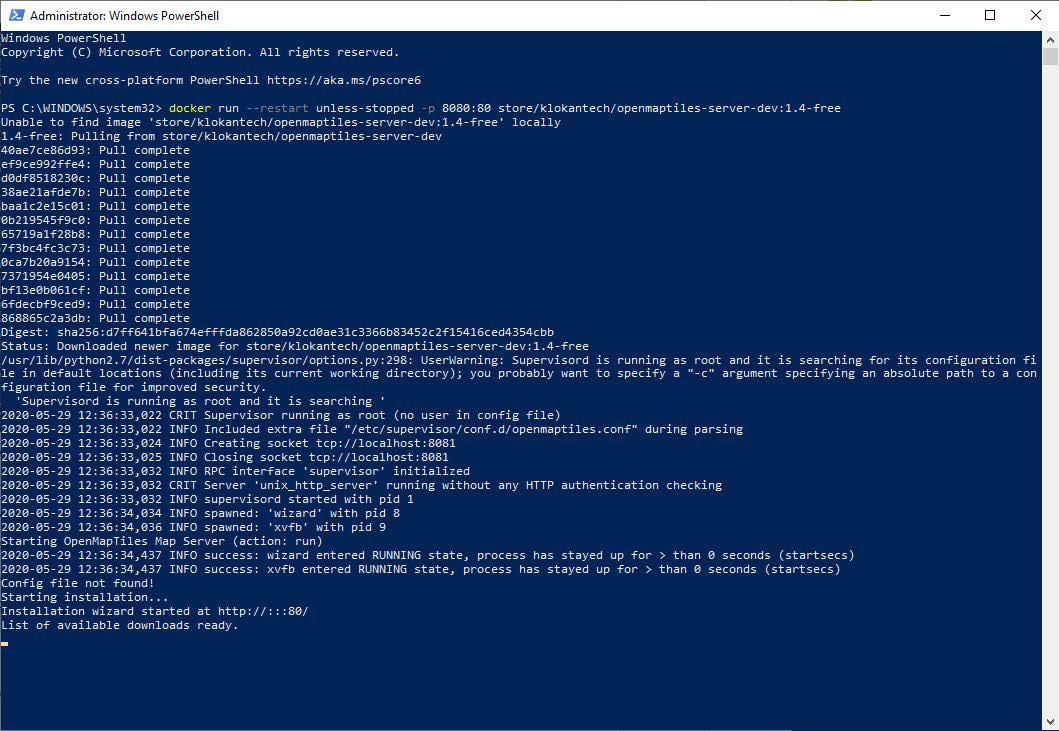 Administrator: Windows PowerShell
Windows PowerShell
Copyright (C) Microsoft Corporation. All rights reserved.
Try the new cross-platform PowerShell https://aka.ms/pscore6
PS C:\WINDOWS\system32> docker run --restart unless-stopped -p 8080:80 store/klokantech/openmaptiles-server-dev:1.4-free
Unable to find image 'store/klokantech/openmaptiles-server-dev:1.4-free' locally
1.4-free: Pulling from store/klokantech/openmaptiles-server-dev
40ae7ce86d93: Pull complete
ef9ce992ffe4: Pull complete
d0df8518230c: Pull complete
38ae21afde7b: Pull complete
baa1c2e15c01: Pull complete
0b219545f9c0: Pull complete
65719a1f28b8: Pull complete
7f3bc4fc3c73: Pull complete
0ca7b20a9154: Pull complete
7371954e0405: Pull complete
bf13e0b061cf: Pull complete
6fdecbf9ced9: Pull complete
868865c2a3db: Pull complete
Digest: sha256:d7ff641bfa674efffda862850a92cd0ae31c3366b83452c2f15416ced4354cbb
Status: Downloaded newer image for store/klokantech/openmaptiles-server-dev:1.4-free
/usr/lib/python2.7/dist-packages/supervisor/options.py:298: UserWarning: Supervisord is running as root and it is searching for its configuration fi
le in default locations (including its current working directory); you probably want to specify a "-c" argument specifying an absolute path to a con
figuration file for improved security.
'Supervisord is running as root and it is searching '
2020-05-29 12:36:33,022 CRIT Supervisor running as root (no user in config file)
2020-05-29 12:36:33,022 INFO Included extra file "/etc/supervisor/conf.d/openmaptiles.conf" during parsing
2020-05-29 12:36:33,024 INFO Creating socket tcp://localhost:8081
2020-05-29 12:36:33,025 INFO Closing socket tcp://localhost:8081
2020-05-29 12:36:33,032 INFO RPC interface 'supervisor' initialized
2020-05-29 12:36:33,032 CRIT Server 'unix_http_server' running without any HTTP authentication checking
2020-05-29 12:36:33,032 INFO supervisord started with pid 1
2020-05-29 12:36:34,034 INFO spawned: 'wizard' with pid 8
2020-05-29 12:36:34,036 INFO spawned: 'xvfb' with pid 9
Starting OpenMapTiles Map Server (action: run)
2020-05-29 12:36:34,437 INFO success: wizard entered RUNNING state, process has stayed up for > than 0 seconds (startsecs)
2020-05-29 12:36:34,437 INFO success: xvfb entered RUNNING state, process has stayed up for > than 0 seconds (startsecs)
Config file not found!
Starting installation...
Installation wizard started at http://:::80/
List of available downloads ready.